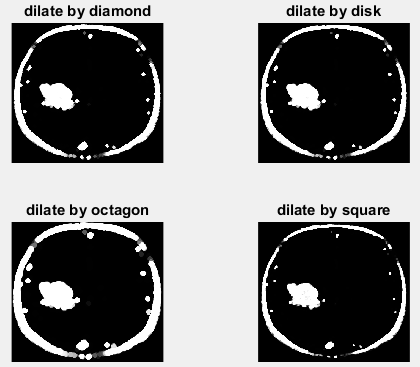 dilate by diamond
dilate by disk
dilate by octagon
dilate by square